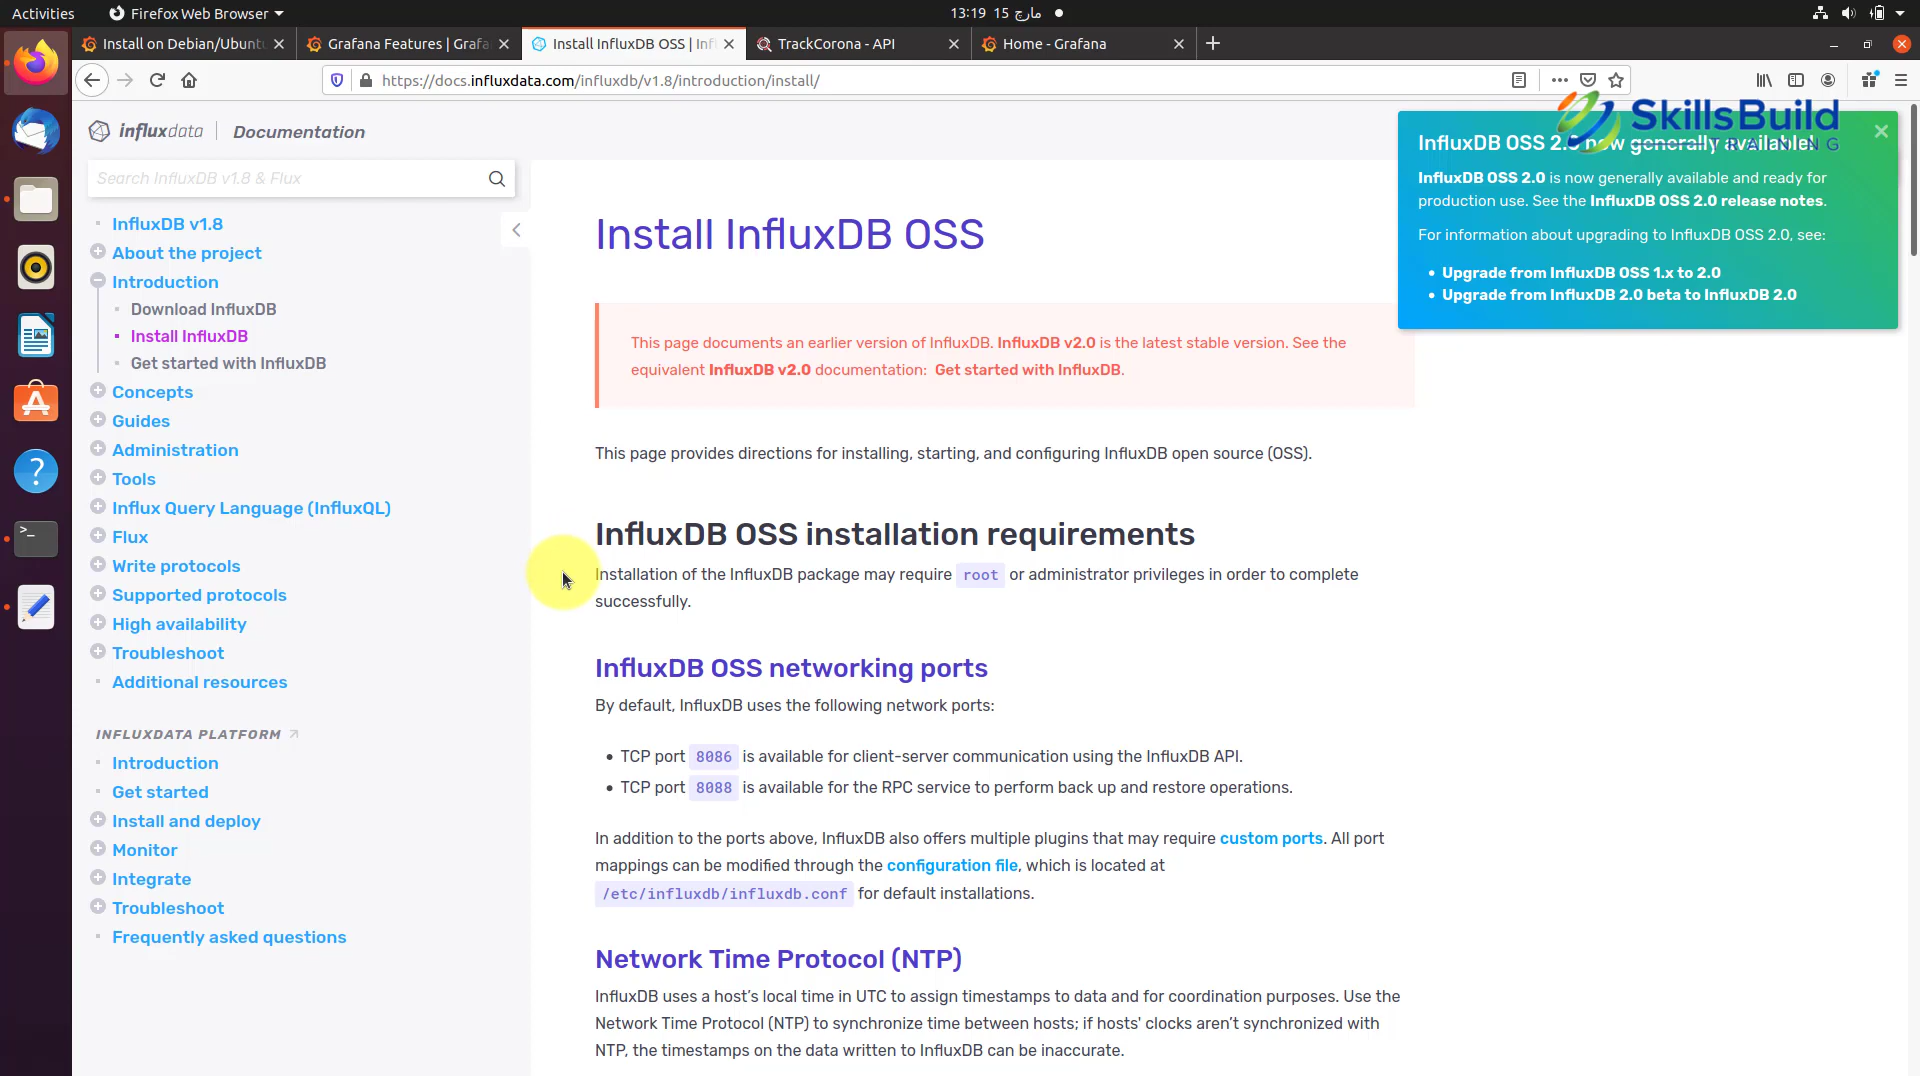 Activities
Firefox Web Browser
13:19 15 مارچ
Install on Debian/Ubuntu
Grafana Features | Grafa
Install InfluxDB OSS | Inf
TrackCorona - API
Home - Grafana
https://docs.influxdata.com/influxdb/v1.8/introduction/install/
influxdata
Documentation
Search InfluxDB v1.8 & Flux
InfluxDB v1.8
About the project
Introduction
Download InfluxDB
Install InfluxDB
Get started with InfluxDB
Concepts
Guides
Administration
Tools
Influx Query Language (InfluxQL)
Flux
Write protocols
Supported protocols
High availability
Troubleshoot
Additional resources
INFLUXDATA PLATFORM
Introduction
Get started
Install and deploy
Monitor
Integrate
Troubleshoot
Frequently asked questions
Install InfluxDB OSS
This page documents an earlier version of InfluxDB. InfluxDB v2.0 is the latest stable version. See the
equivalent InfluxDB v2.0 documentation: Get started with InfluxDB.
This page provides directions for installing, starting, and configuring InfluxDB open source (OSS).
InfluxDB OSS installation requirements
Installation of the InfluxDB package may require root or administrator privileges in order to complete
successfully.
InfluxDB OSS networking ports
By default, InfluxDB uses the following network ports:
• TCP port 8086 is available for client-server communication using the InfluxDB API.
• TCP port 8088 is available for the RPC service to perform back up and restore operations.
In addition to the ports above, InfluxDB also offers multiple plugins that may require custom ports. All port
mappings can be modified through the configuration file, which is located at
/etc/influxdb/influxdb.conf for default installations.
Network Time Protocol (NTP)
InfluxDB uses a host's local time in UTC to assign timestamps to data and for coordination purposes. Use the
Network Time Protocol (NTP) to synchronize time between hosts; if hosts' clocks aren't synchronized with
NTP, the timestamps on the data written to InfluxDB can be inaccurate.
SkillsBuild
TRAINING
InfluxDB OSS 2.0 now generally available!
InfluxDB OSS 2.0 is now generally available and ready for
production use. See the InfluxDB OSS 2.0 release notes.
For information about upgrading to InfluxDB OSS 2.0, see:
• Upgrade from InfluxDB OSS 1.x to 2.0
• Upgrade from InfluxDB 2.0 beta to InfluxDB 2.0